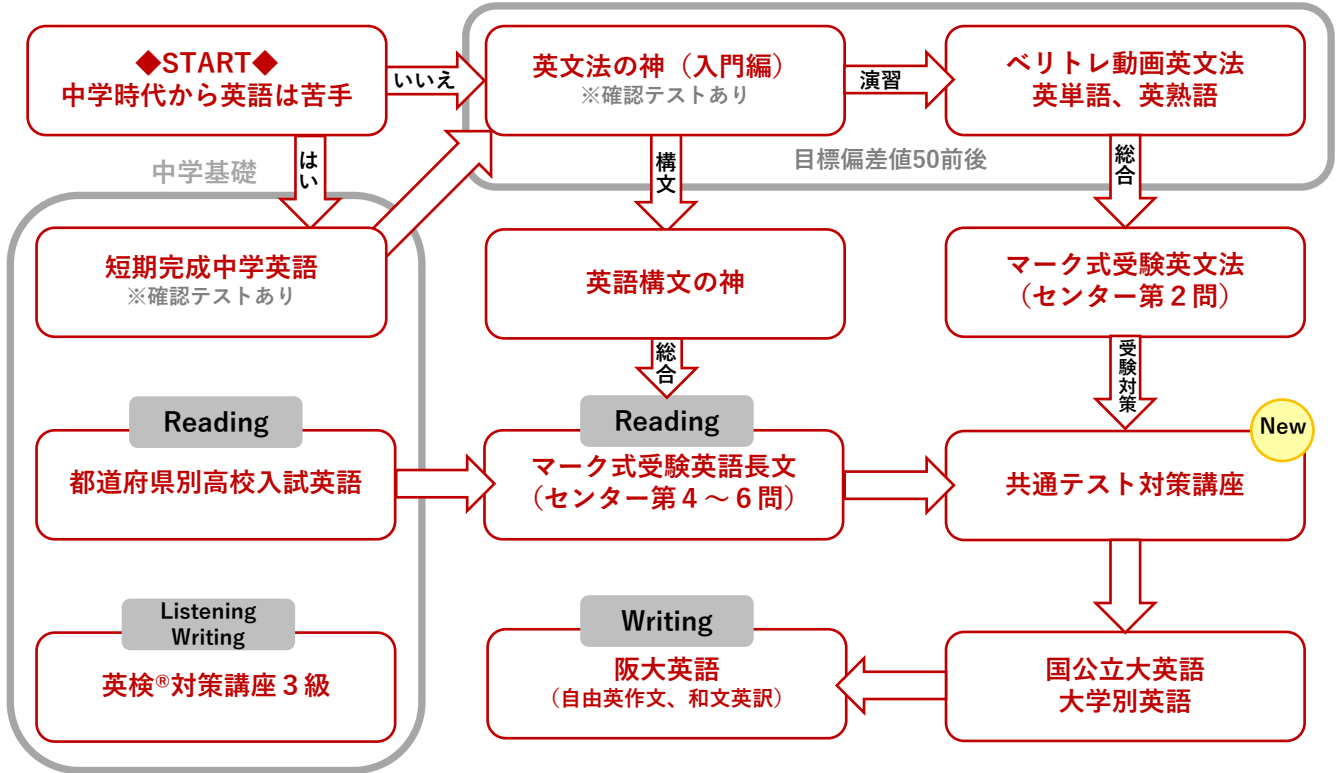 ◆START◆
中学時代から英語は苦手
いいえ
英文法の神（入門編）
※確認テストあり
演習
ベリトレ動画英文法
英単語、英熟語
中学基礎
はい
構文
目標偏差値50前後
総合
短期完成中学英語
※確認テストあり
英語構文の神
マーク式受験英文法
（センター第２問）
総合
受験対策
Reading
都道府県別高校入試英語
Reading
マーク式受験英語長文
（センター第４～６問）
New
共通テスト対策講座
Listening
Writing
英検®対策講座３級
Writing
阪大英語
（自由英作文、和文英訳）
国公立大英語
大学別英語